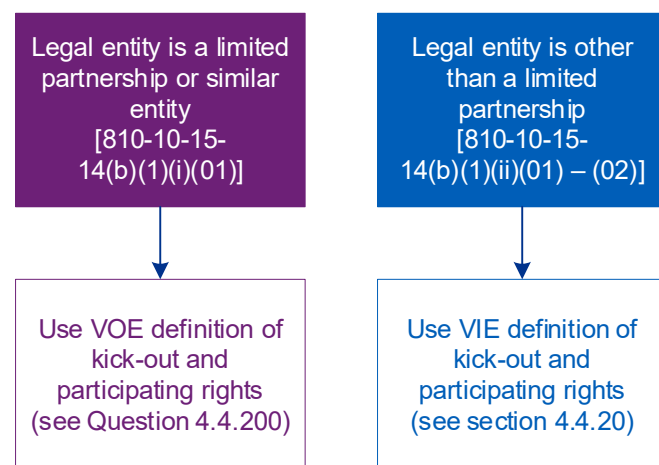 Legal entity is a limited
partnership or similar
entity
[810-10-15-
14(b)(1)(i)(01)]
Legal entity is other
than a limited
partnership
[810-10-15-
14(b)(1)(ii)(01) – (02)]
Use VOE definition of
kick-out and
participating rights
(see Question 4.4.200)
Use VIE definition of
kick-out and
participating rights
(see section 4.4.20)